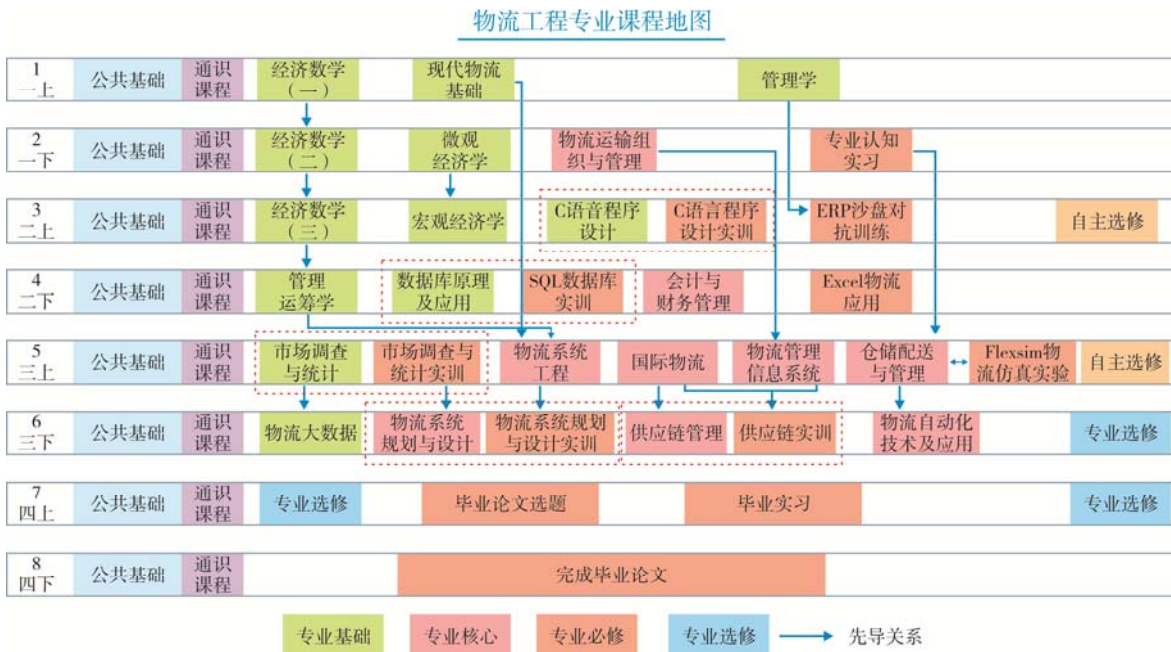 物流工程专业课程地图
1
一上
公共基础
通识
课程
经济数学
（一）
现代物流
基础
管理学
2
一下
公共基础
通识
课程
经济数学
（二）
微观
经济学
物流运输组
织与管理
专业认知
实习
3
二上
公共基础
通识
课程
经济数学
（三）
宏观经济学
C语音程序
设计
C语言程序
设计实训
ERP沙盘对
抗训练
自主选修
4
二下
公共基础
通识
课程
管理
运筹学
数据库原理
及应用
SQL数据库
实训
会计与
财务管理
Excel物流
应用
5
三上
公共基础
通识
课程
市场调查
与统计
市场调查与
统计实训
物流系统
工程
国际物流
物流管理
信息系统
仓储配送
与管理
Flexsim物
流仿真实验
自主选修
6
三下
公共基础
通识
课程
物流大数据
物流系统
规划与设计
物流系统规划
与设计实训
供应链管理
供应链实训
物流自动化
技术及应用
专业选修
7
四上
公共基础
通识
课程
专业选修
毕业论文选题
毕业实习
专业选修
8
四下
公共基础
通识
课程
完成毕业论文
专业基础
专业核心
专业必修
专业选修
先导关系